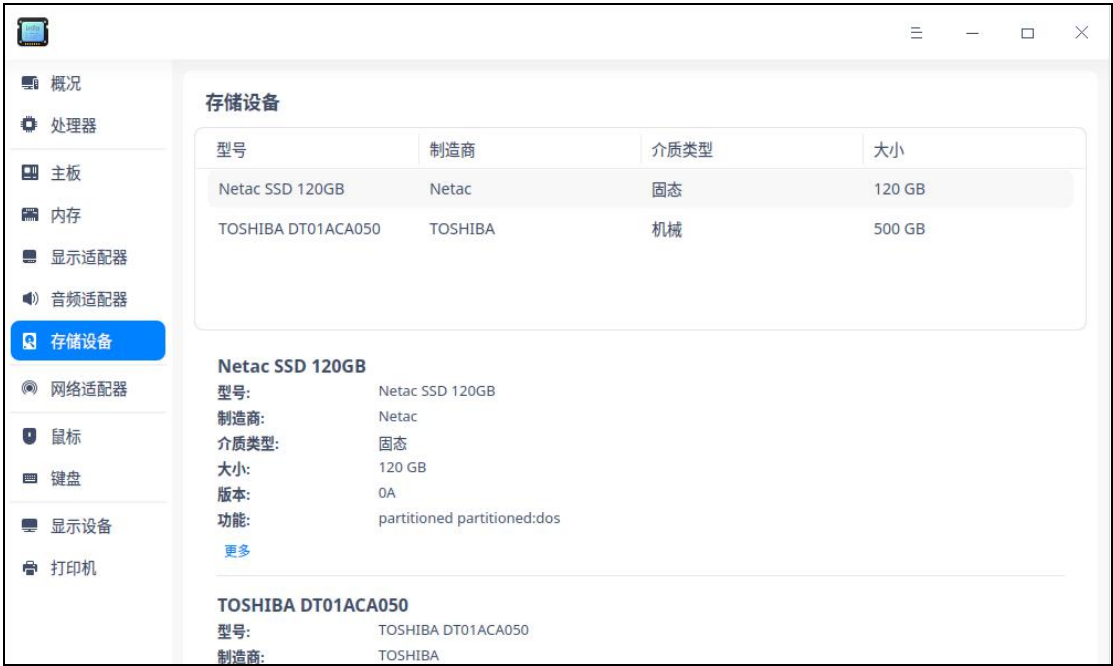 概况
处理器
主板
内存
显示适配器
音频适配器
存储设备
网络适配器
鼠标
键盘
显示设备
打印机
存储设备
型号 制造商 介质类型 大小
Netac SSD 120GB Netac 固态 120 GB
TOSHIBA DT01ACA050 TOSHIBA 机械 500 GB
Netac SSD 120GB
型号: Netac SSD 120GB
制造商: Netac
介质类型: 固态
大小: 120 GB
版本: 0A
功能: partitioned partitioned:dos
更多
TOSHIBA DT01ACA050
型号: TOSHIBA DT01ACA050
制造商: TOSHIBA